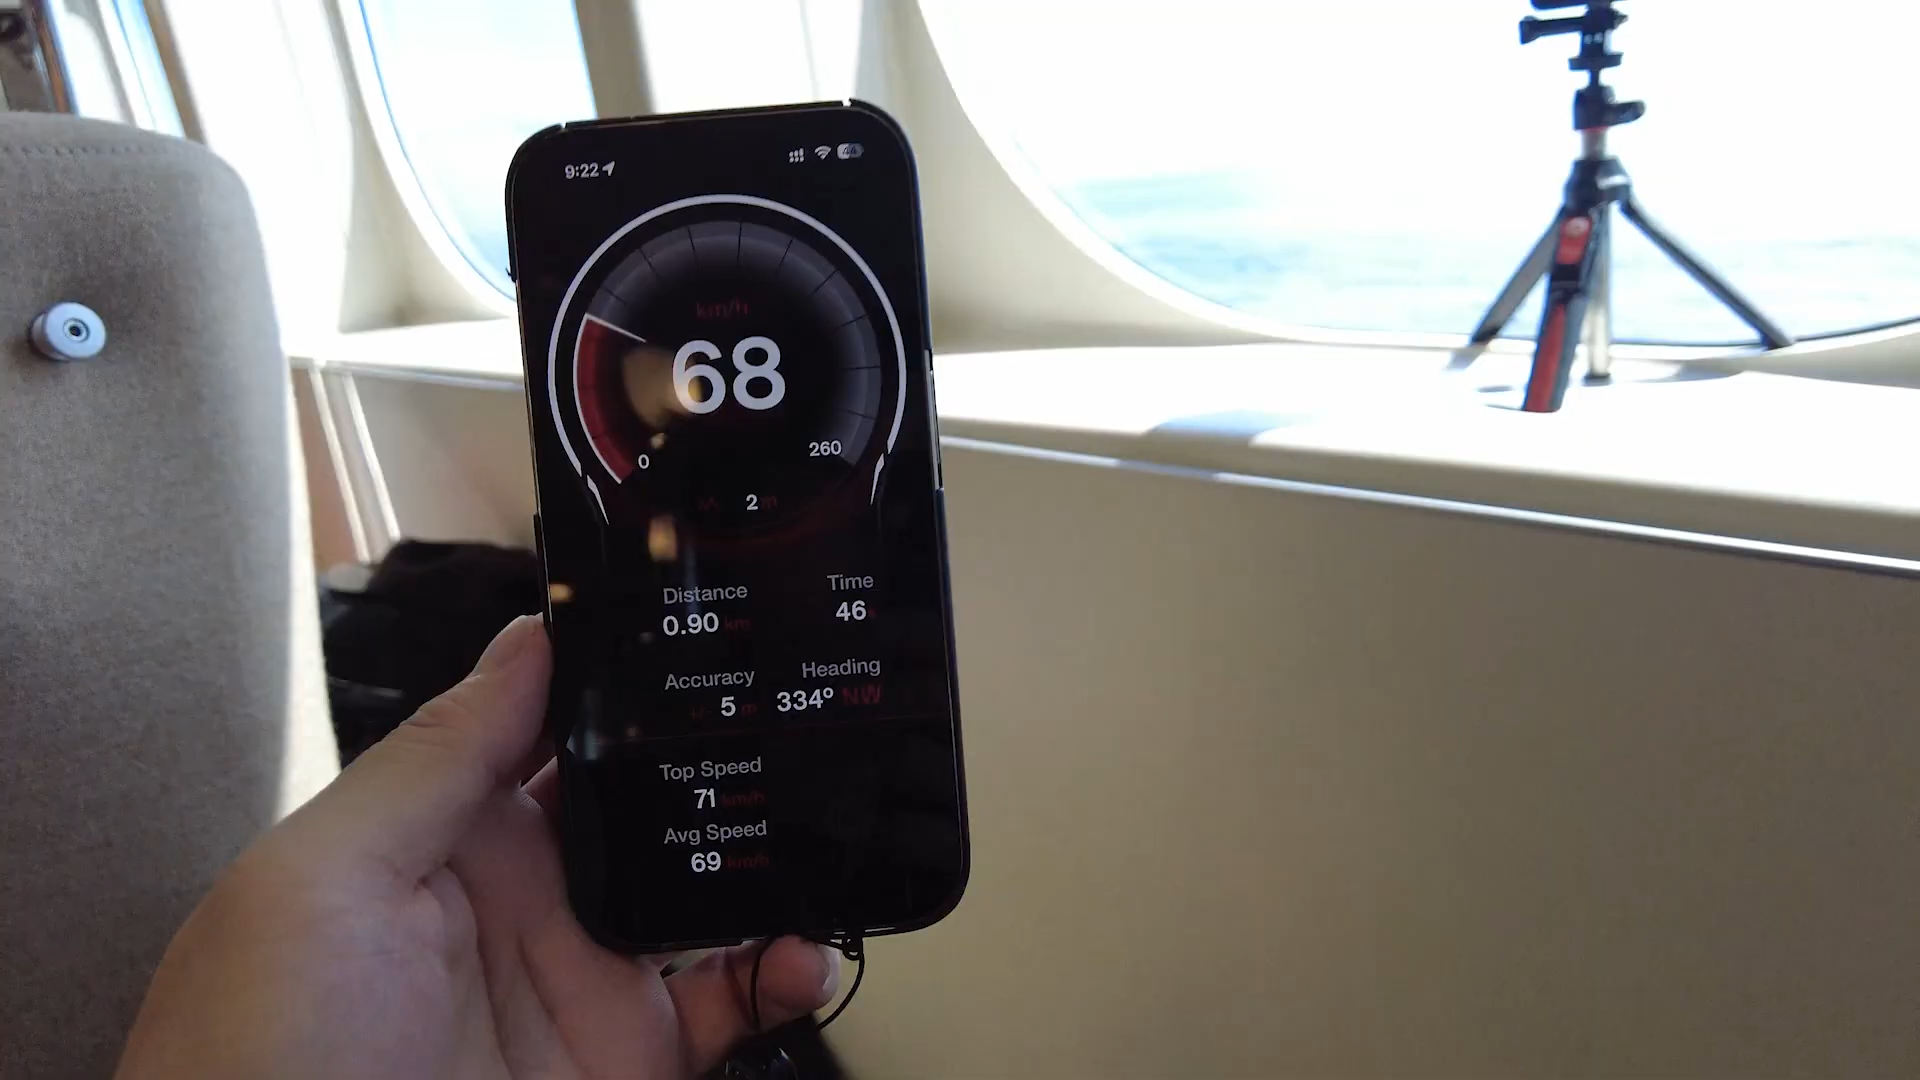 9:22
44
km/h
68
0 260
2 m
Distance Time
0.90 km 46 s
Accuracy Heading
+/- 5 m 334° NW
Top Speed
71 km/h
Avg Speed
69 km/h